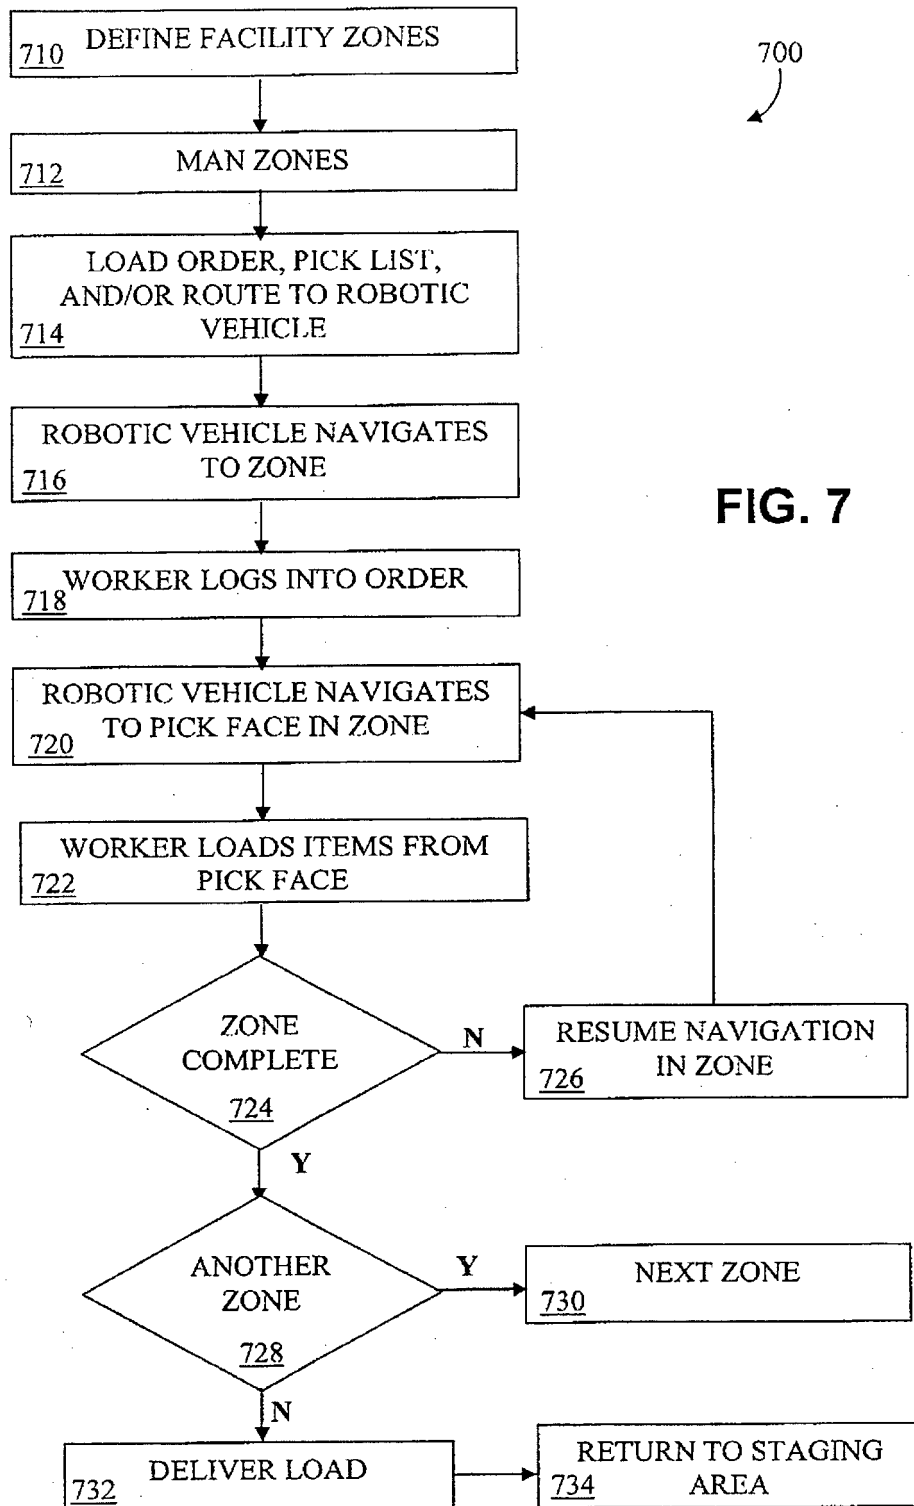 DEFINE FACILITY ZONES
710
700
MAN ZONES
712
LOAD ORDER, PICK LIST,
AND/OR ROUTE TO ROBOTIC
VEHICLE
714
ROBOTIC VEHICLE NAVIGATES
TO ZONE
716
FIG. 7
WORKER LOGS INTO ORDER
718
ROBOTIC VEHICLE NAVIGATES
TO PICK FACE IN ZONE
720
WORKER LOADS ITEMS FROM
PICK FACE
722
ZONE
COMPLETE
724
N
RESUME NAVIGATION
IN ZONE
726
Y
ANOTHER
ZONE
728
Y
NEXT ZONE
730
N
DELIVER LOAD
732
RETURN TO STAGING
AREA
734